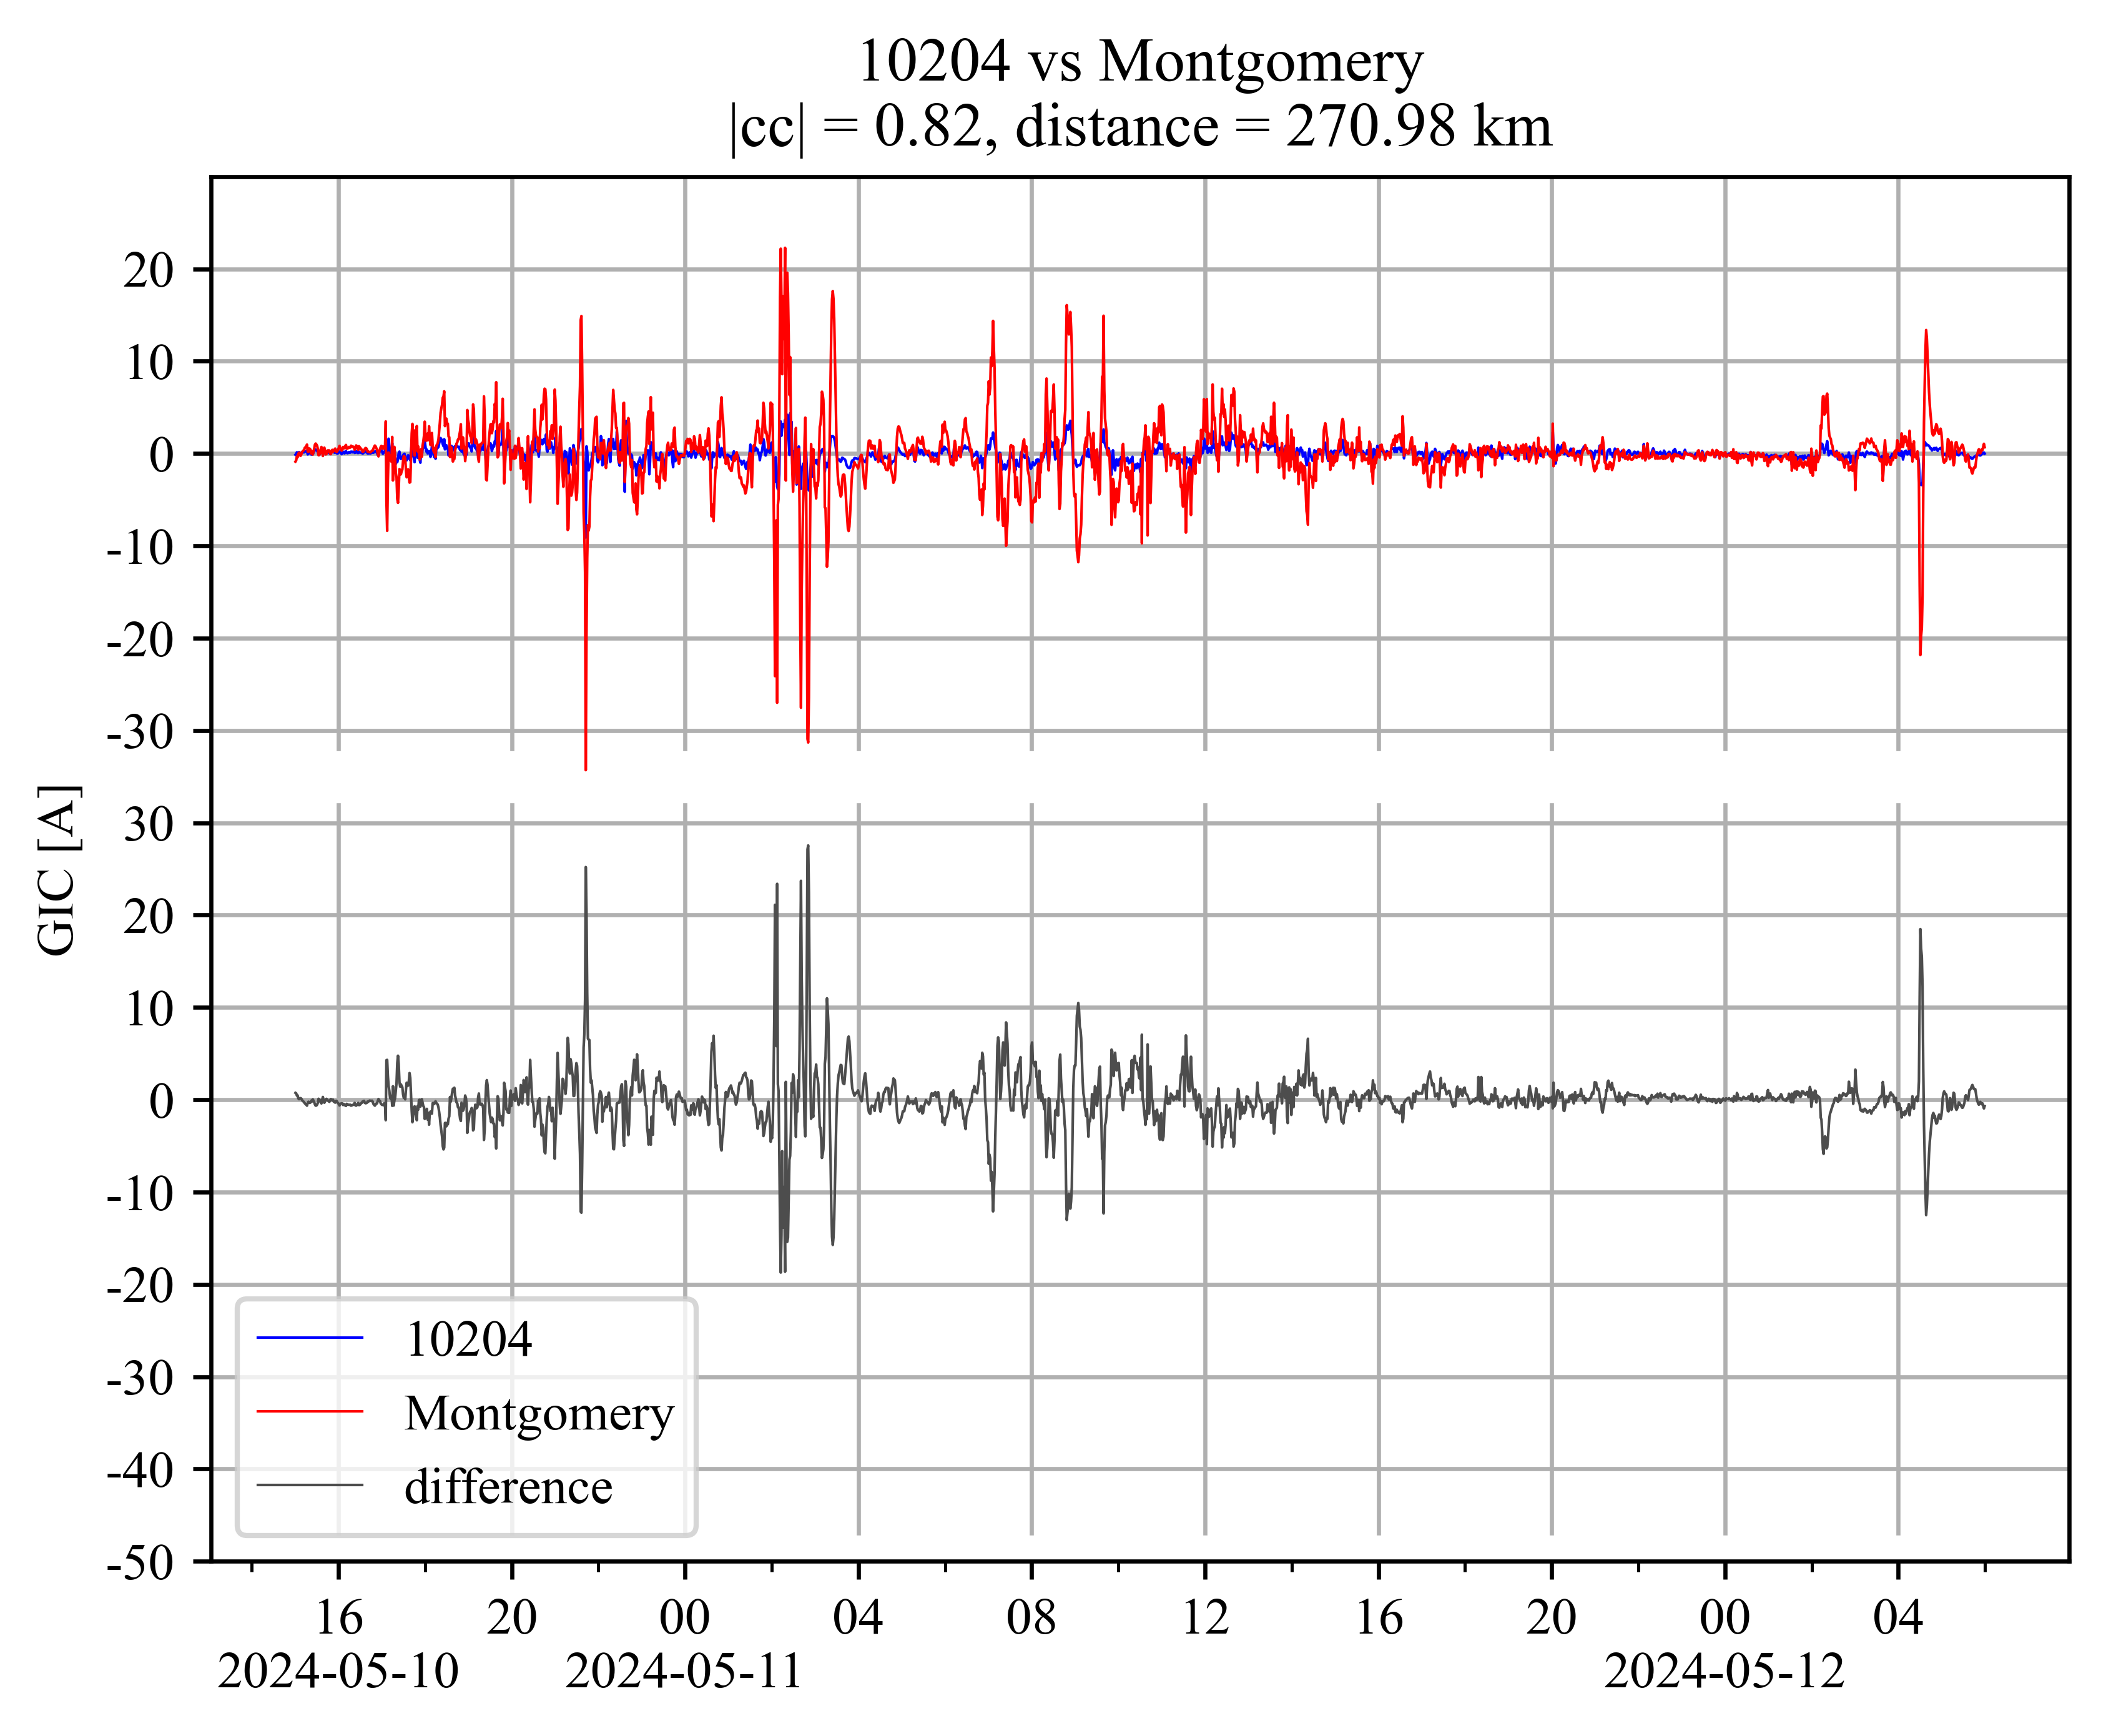 10204 vs Montgomery
|cc| = 0.82, distance = 270.98 km
20
10
0
-10
-20
-30
30
20
10
0
-10
-20
-30
-40
-50
GIC [A]
10204
Montgomery
difference
16 20 00 04 08 12 16 20 00 04
2024-05-10 2024-05-11 2024-05-12